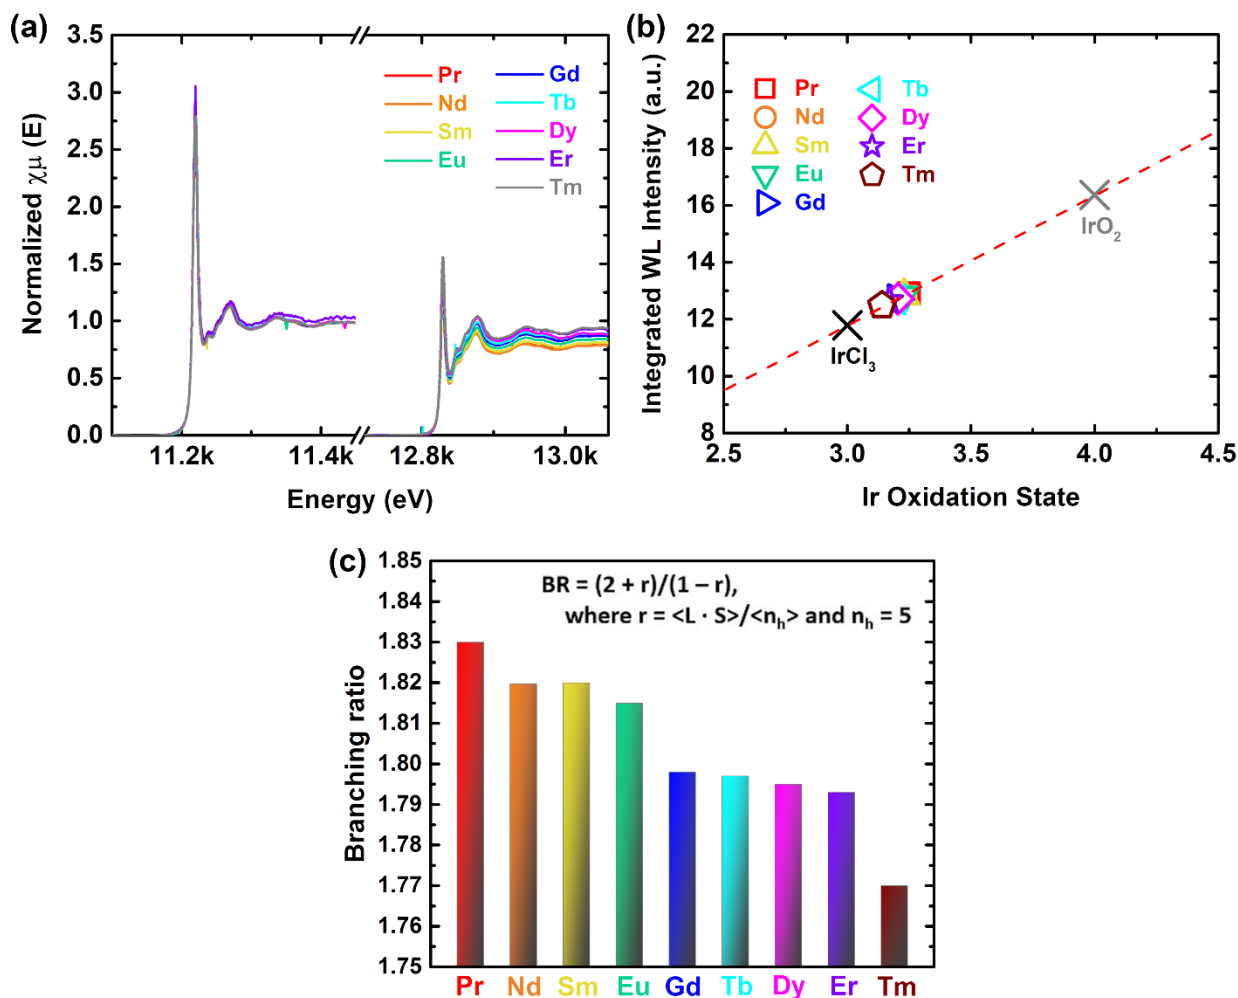 (a)
3.5
3.0
2.5
2.0
1.5
1.0
0.5
0.0
Normalized χμ (E)
Pr
Nd
Sm
Eu
Gd
Tb
Dy
Er
Tm
11.2k 11.4k 12.8k 13.0k
Energy (eV)
(b)
22
20
18
16
14
12
10
8
Integrated WL Intensity (a.u.)
Pr
Nd
Sm
Eu
Gd
Tb
Dy
Er
Tm
IrO₂
IrCl₃
2.5 3.0 3.5 4.0 4.5
Ir Oxidation State
(c)
1.85
1.84
1.83
1.82
1.81
1.80
1.79
1.78
1.77
1.76
1.75
Branching ratio
BR = (2 + r)/(1 – r),
where r = <L · S>/<nₕ> and nₕ = 5
Pr Nd Sm Eu Gd Tb Dy Er Tm